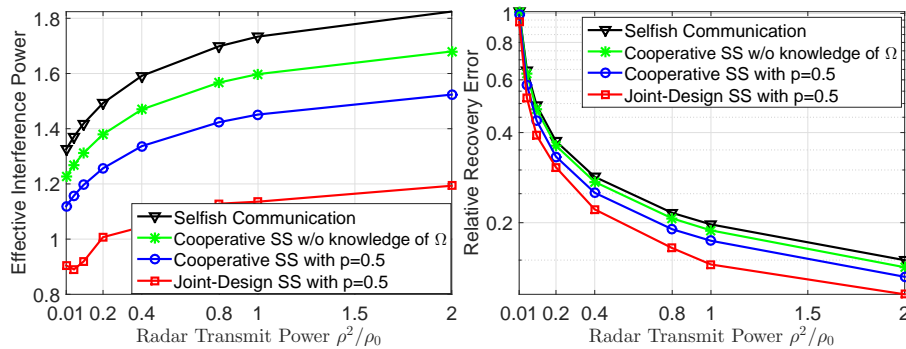 Effective Interference Power
1.8
1.6
1.4
1.2
1
0.8
Selfish Communication
Cooperative SS w/o knowledge of Ω
Cooperative SS with p=0.5
Joint-Design SS with p=0.5
0.01 0.2 0.4 0.8 1 1.5 2
Radar Transmit Power ρ²/ρ₀
Relative Recovery Error
1
0.8
0.6
0.4
0.2
Selfish Communication
Cooperative SS w/o knowledge of Ω
Cooperative SS with p=0.5
Joint-Design SS with p=0.5
0.01 0.2 0.4 0.8 1 1.5 2
Radar Transmit Power ρ²/ρ₀